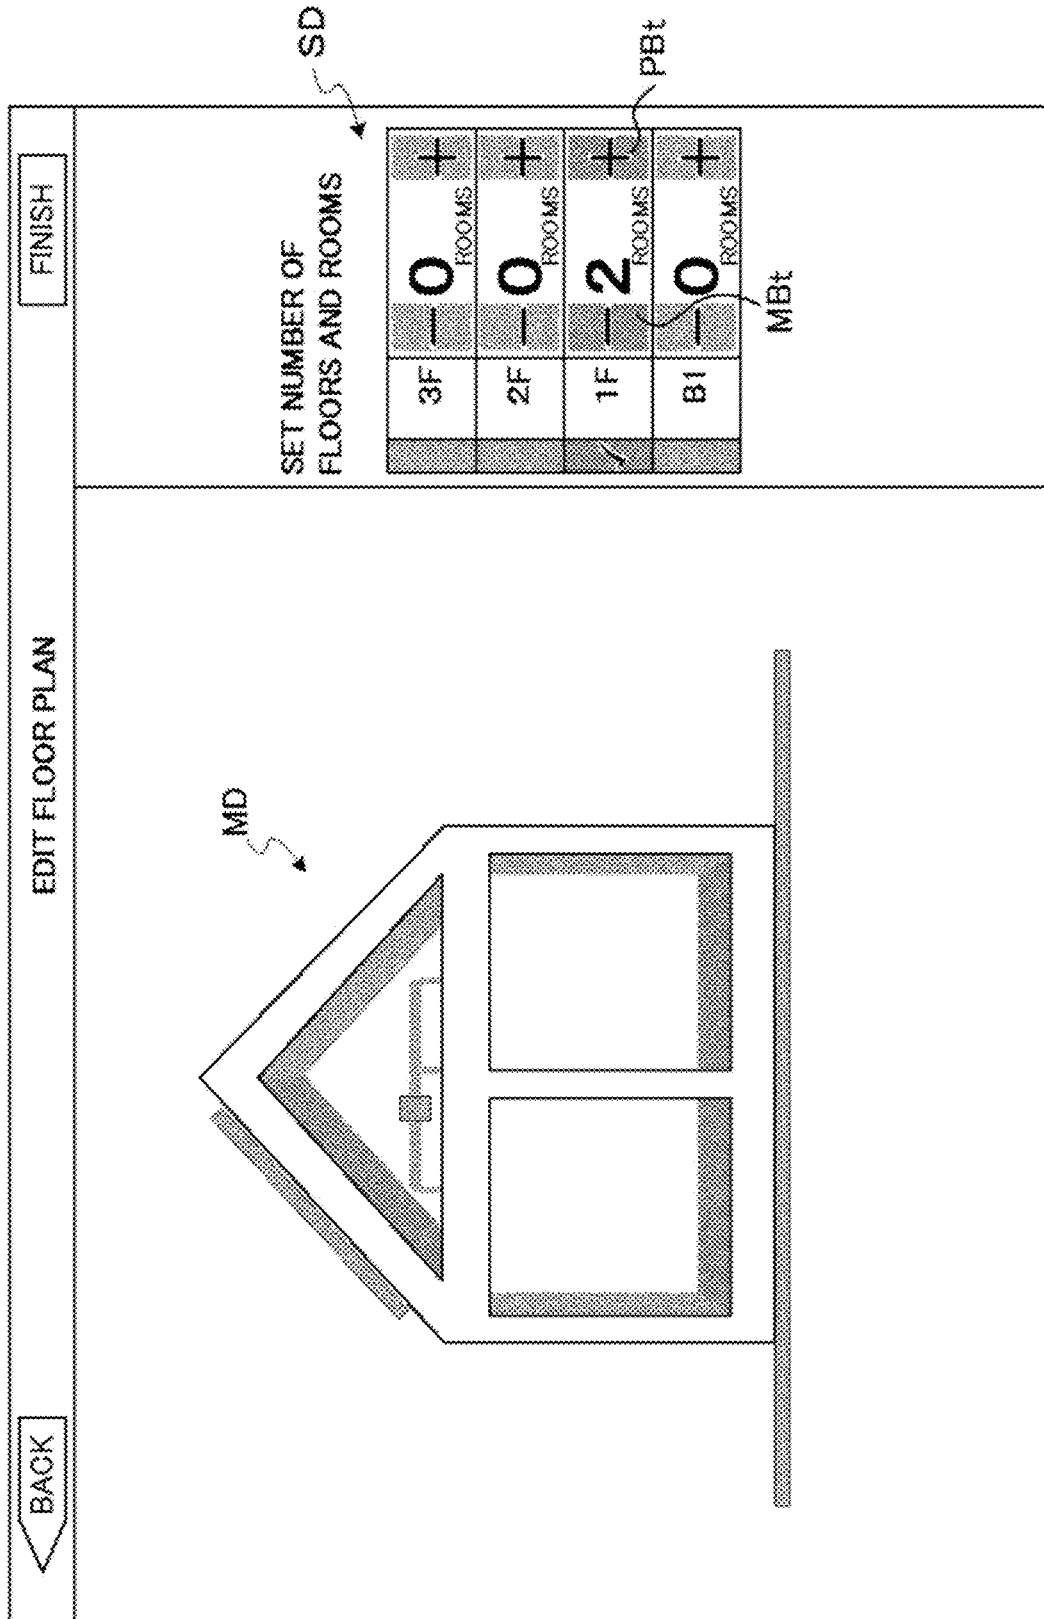 BACK
EDIT FLOOR PLAN
FINISH
MD
SET NUMBER OF
FLOORS AND ROOMS
SD
3F − 0 ROOMS +
2F − 0 ROOMS +
1F − 2 ROOMS +
B1 − 0 ROOMS +
MBt
PBt